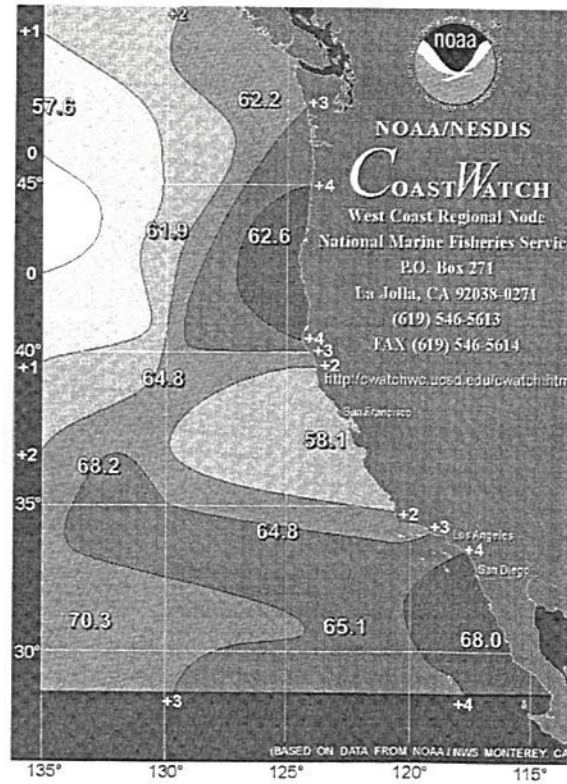 +2
+1
noaa
57.6
62.2
+3
NOAA/NESDIS
0
COASTWATCH
45°
+4
West Coast Regional Node
61.9
62.6
National Marine Fisheries Servic
P.O. Box 271
0
La Jolla, CA 92038-0271
(619) 546-5613
+4
FAX (619) 546-5614
40°
+3
+1
+2
64.8
http://cwatchwc.ucsd.edu/cwatch.htm
San Francisco
58.1
+2
68.2
35°
+2
64.8
+3
Los Angeles
+4
San Diego
70.3
65.1
68.0
30°
+3
+4
(BASED ON DATA FROM NOAA/NWS MONTEREY, CA
135°
130°
125°
120°
115°